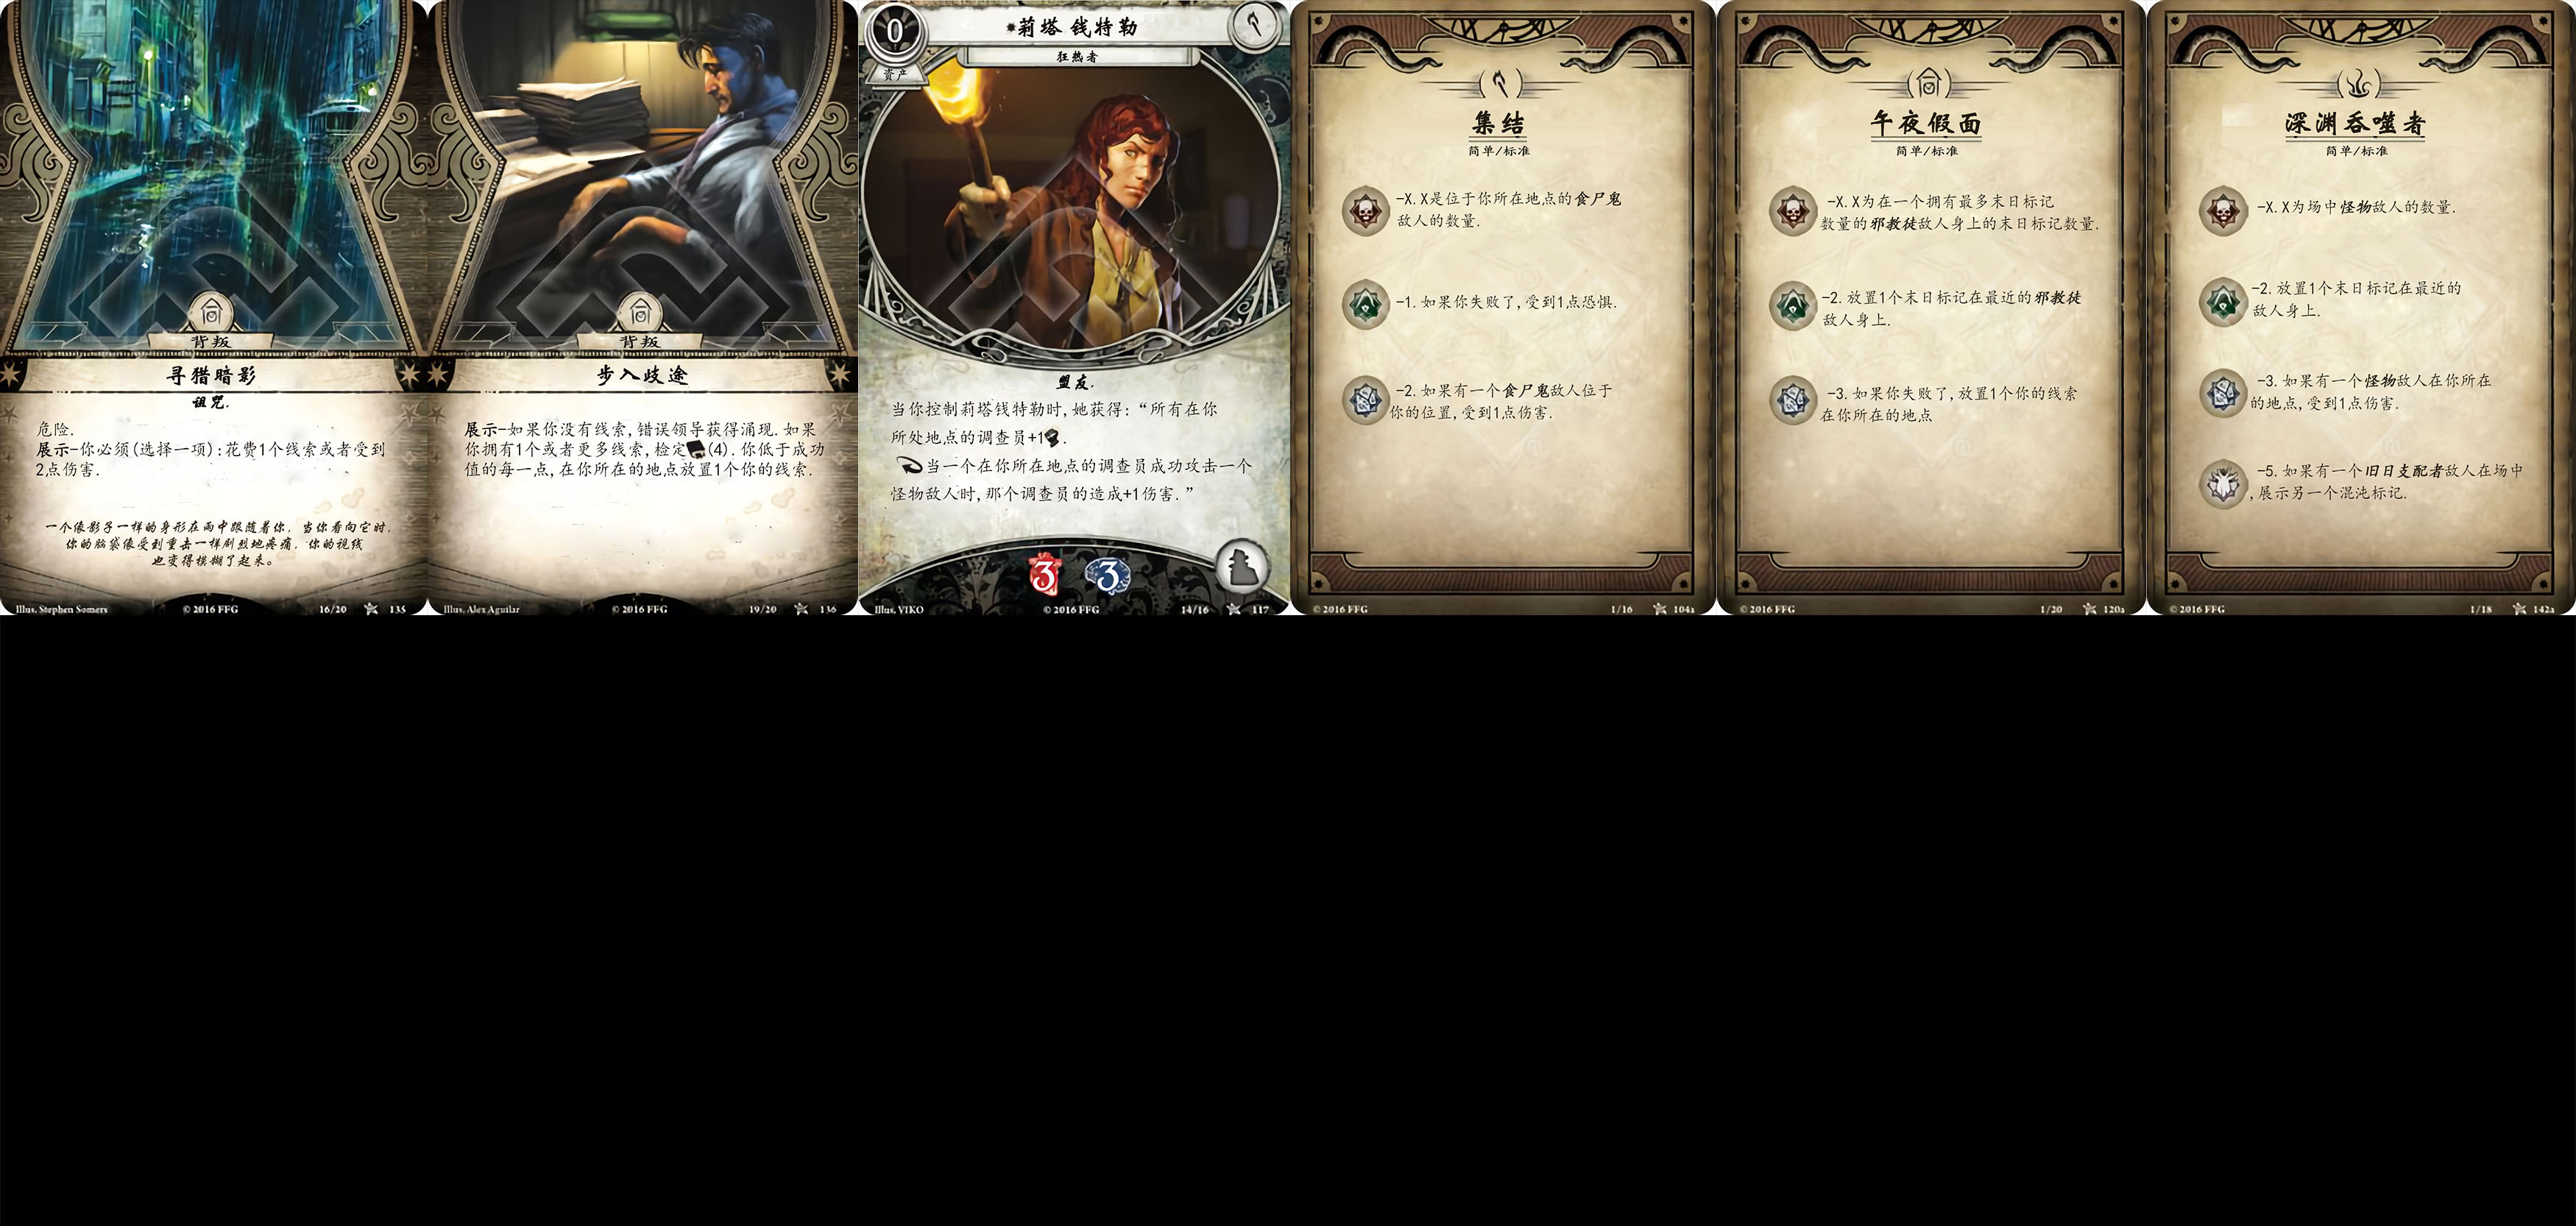 背叛
寻猎暗影
诅咒.
危险.
展示-你必须(选择一项):花费1个线索或者受到
2点伤害.
一个像影子一样的身形在雨中跟随着你. 当你看向它时,
你的脑袋像受到重击一样剧烈地疼痛. 你的视线
也变得模糊了起来。
Illus. Stephen Somers © 2016 FFG 16/20 135
背叛
步入歧途
展示-如果你没有线索,错误领导获得涌现.如果
你拥有1个或者更多线索,检定(4).你低于成功
值的每一点,在你所在的地点放置1个你的线索.
Illus. Alex Aguilar © 2016 FFG 19/20 136
0
资产
莉塔 钱特勒
狂热者
盟友.
当你控制莉塔钱特勒时,她获得:“所有在你
所处地点的调查员+1.
当一个在你所在地点的调查员成功攻击一个
怪物敌人时,那个调查员的造成+1伤害.”
3 3
Illus. YIKO © 2016 FFG 14/16 117
集结
简单/标准
-X.X是位于你所在地点的食尸鬼
敌人的数量.
-1.如果你失败了,受到1点恐惧.
-2.如果有一个食尸鬼敌人位于
你的位置,受到1点伤害.
© 2016 FFG 1/16 104a
午夜假面
简单/标准
-X.X为在一个拥有最多末日标记
数量的邪教徒敌人身上的末日标记数量.
-2.放置1个末日标记在最近的邪教徒
敌人身上.
-3.如果你失败了,放置1个你的线索
在你所在的地点
© 2016 FFG 1/20 120a
深渊吞噬者
简单/标准
-X.X为场中怪物敌人的数量.
-2.放置1个末日标记在最近的
敌人身上.
-3.如果有一个怪物敌人在你所在
的地点,受到1点伤害.
-5.如果有一个旧日支配者敌人在场中
,展示另一个混沌标记.
© 2016 FFG 1/18 142a